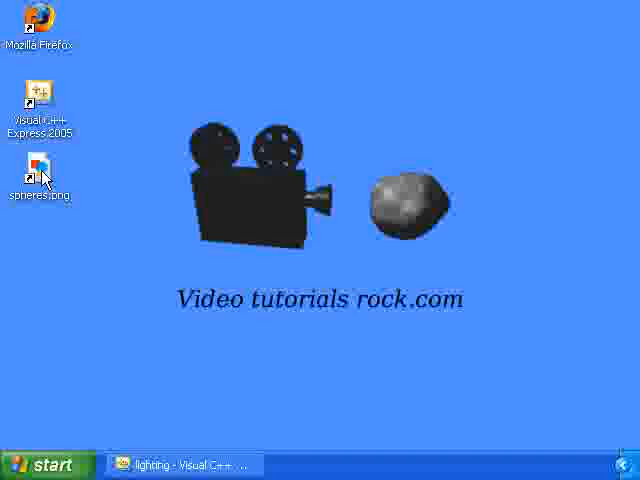 Mozilla Firefox
Visual C++
Express 2005
spheres.png
Video tutorials rock.com
start
lighting - Visual C++ ...